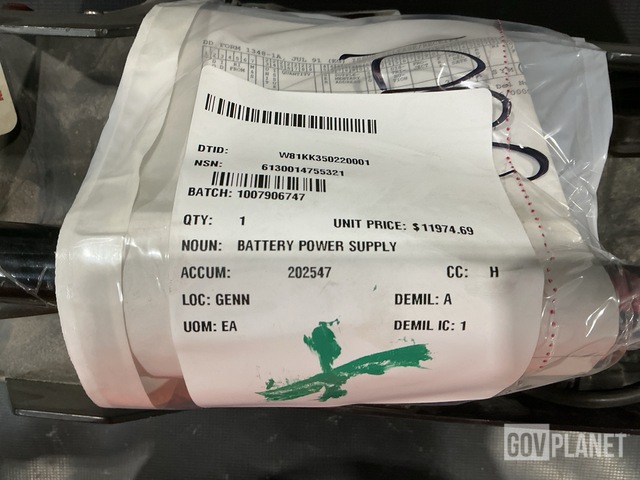 DD FORM 1348-1A, JUL 91
DTID: W81KK350220001
NSN: 6130014755321
BATCH: 1007906747
QTY: 1 UNIT PRICE: $11974.69
NOUN: BATTERY POWER SUPPLY
ACCUM: 202547 CC: H
LOC: GENN DEMIL: A
UOM: EA DEMIL IC: 1
GOVPLANET